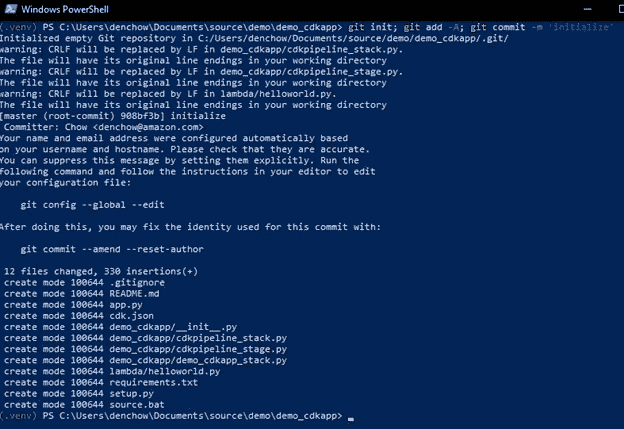 Windows PowerShell
(.venv) PS C:\Users\denchow\Documents\source\demo\demo_cdkapp> git init; git add -A; git commit -m 'initialize'
Initialized empty Git repository in C:/Users/denchow/Documents/source/demo/demo_cdkapp/.git/
warning: CRLF will be replaced by LF in demo_cdkapp/cdkpipeline_stack.py.
The file will have its original line endings in your working directory
warning: CRLF will be replaced by LF in demo_cdkapp/cdkpipeline_stage.py.
The file will have its original line endings in your working directory
warning: CRLF will be replaced by LF in lambda/helloworld.py.
The file will have its original line endings in your working directory
[master (root-commit) 908bf3b] initialize
 Committer: Chow <denchow@amazon.com>
Your name and email address were configured automatically based
on your username and hostname. Please check that they are accurate.
You can suppress this message by setting them explicitly. Run the
following command and follow the instructions in your editor to edit
your configuration file:
    git config --global --edit
After doing this, you may fix the identity used for this commit with:
    git commit --amend --reset-author
 12 files changed, 330 insertions(+)
 create mode 100644 .gitignore
 create mode 100644 README.md
 create mode 100644 app.py
 create mode 100644 cdk.json
 create mode 100644 demo_cdkapp/__init__.py
 create mode 100644 demo_cdkapp/cdkpipeline_stack.py
 create mode 100644 demo_cdkapp/cdkpipeline_stage.py
 create mode 100644 demo_cdkapp/demo_cdkapp_stack.py
 create mode 100644 lambda/helloworld.py
 create mode 100644 requirements.txt
 create mode 100644 setup.py
 create mode 100644 source.bat
(.venv) PS C:\Users\denchow\Documents\source\demo\demo_cdkapp>